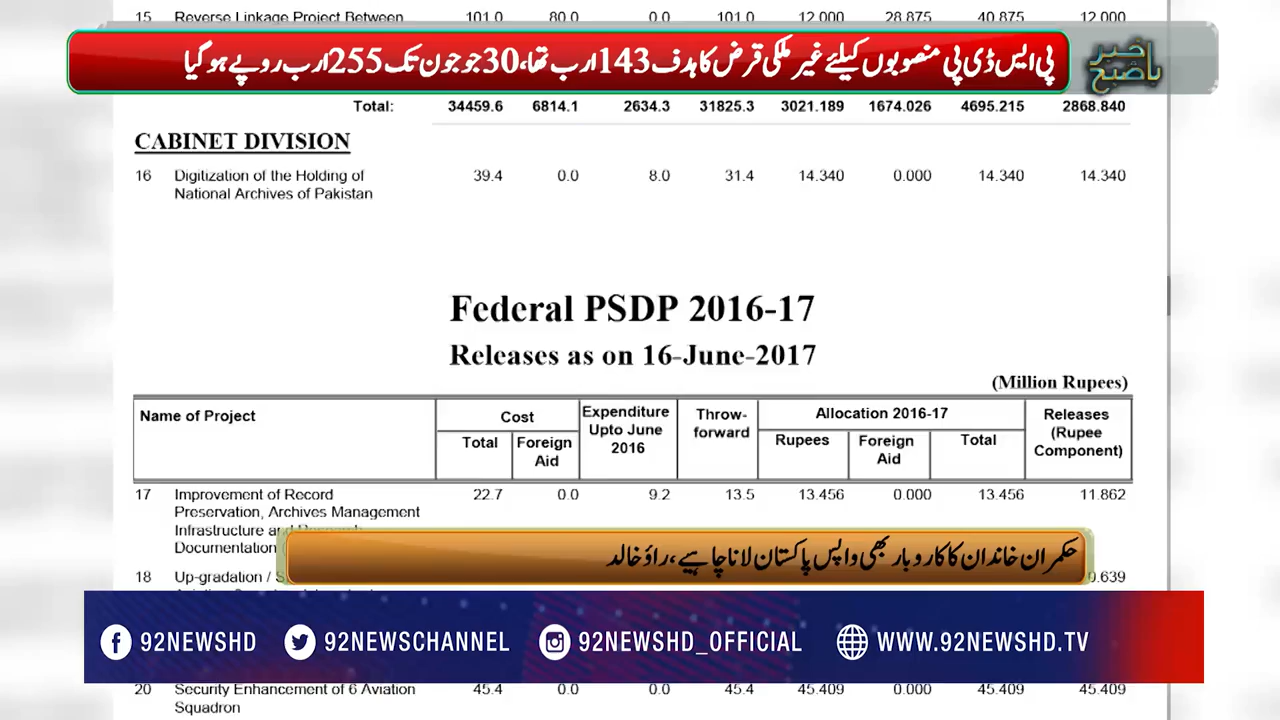 15 Reverse Linkage Project Between 101.0 80.0 0.0 101.0 12.000 28.875 40.875 12.000
پی ایس ڈی پی منصوبوں کیلئے غیر ملکی قرض کا ہدف 143 ارب تھا، 30 جو جون تک 255 ارب روپے ہو گیا
باخبر صبح
Total: 34459.6 6814.1 2634.3 31825.3 3021.189 1674.026 4695.215 2868.840
CABINET DIVISION
16 Digitization of the Holding of 39.4 0.0 8.0 31.4 14.340 0.000 14.340 14.340
National Archives of Pakistan
Federal PSDP 2016-17
Releases as on 16-June-2017
(Million Rupees)
Name of Project Cost Expenditure Upto June 2016 Throw-forward Allocation 2016-17 Releases (Rupee Component)
Total Foreign Aid Rupees Foreign Aid Total
17 Improvement of Record 22.7 0.0 9.2 13.5 13.456 0.000 13.456 11.862
Preservation, Archives Management
Infrastructure and Research
Documentation
حکمران خاندان کا کاروبار بھی واپس پاکستان لانا چاہیے، راؤ خالد
18 Up-gradation / 0.639
92NEWSHD 92NEWSCHANNEL 92NEWSHD_OFFICIAL WWW.92NEWSHD.TV
20 Security Enhancement of 6 Aviation 45.4 0.0 0.0 45.4 45.409 0.000 45.409 45.409
Squadron